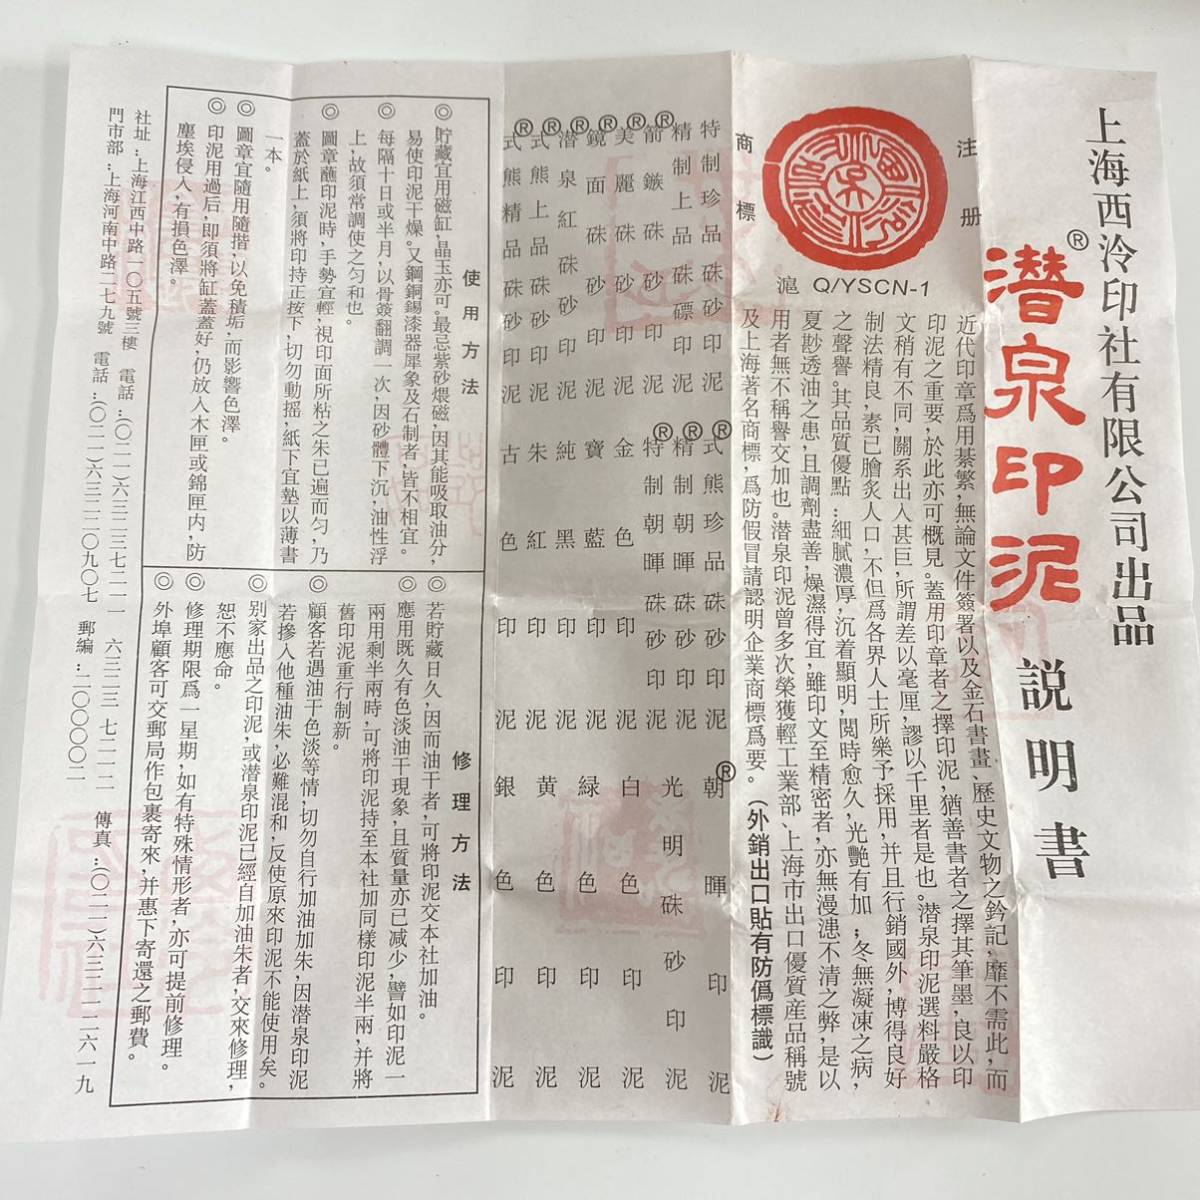 上海西泠印社有限公司出品
潜泉印泥®
説明書
注册
商標
滬 Q/YSCN-1
近代印章爲用綦繁,無論文件簽署以及金石書畫、歷史文物之鈐記,靡不需此,而
印泥之重要,於此亦可概見。蓋用印章者之擇印泥,猶善書者之擇其筆墨,良以印
文稍有不同,關系出入甚巨,所謂差以毫厘,謬以千里者是也。潜泉印泥選料嚴格
制法精良,素已膾炙人口,不但爲各界人士所樂予採用,并且行銷國外,博得良好
之聲譽。其品質優點:細膩濃厚,沉着顯明,閲時愈久,光艷有加;冬無凝凍之病,
夏尠透油之患,且調劑盡善,燥濕得宜,雖印文至精密者,亦無漫漶不清之弊,是以
用者無不稱譽交加也。潜泉印泥曾多次榮獲輕工業部、上海市出口優質産品稱號
及上海著名商標,爲防假冒請認明企業商標爲要。(外銷出口貼有防僞標識)
特制珍品硃砂印泥
精制上品硃磦印泥
®箭鏃硃砂印泥
®美麗硃砂印泥
®鏡面硃砂印泥
®潜泉紅硃印泥
®式熊上品硃砂印泥
®式熊精品硃砂印泥
®式熊珍品硃砂印泥
®精制朝暉硃砂印泥
®特制朝暉硃砂印泥
金色印泥
寶藍印泥
純黑印泥
朱紅印泥
古色印泥
®朝暉印泥
光明硃砂印泥
白色印泥
緑色印泥
黄色印泥
銀色印泥
使用方法
◎貯藏宜用磁缸,晶玉亦可。最忌紫砂煨磁,因其能吸取油分,
易使印泥干燥。又鋼銅錫漆器犀象及石制者,皆不相宜。
◎每隔十日或半月,以骨簽翻調一次,因砂體下沉,油性浮
上,故須常調使之匀和也。
◎圖章蘸印泥時,手勢宜輕,視印面所粘之朱已遍而匀,乃
蓋於紙上,須將印持正按下,切勿動摇,紙下宜墊以薄書
一本。
◎圖章宜隨用隨揩,以免積垢,而影響色澤。
◎印泥用過后,即須將缸蓋蓋好,仍放入木匣或錦匣内,防
塵埃侵入,有損色澤。
修理方法
◎若貯藏日久,因而油干者,可將印泥交本社加油。
◎應用既久有色淡油干現象,且質量亦已減少,譬如印泥一
兩用剩半兩時,可將印泥持至本社加同樣印泥半兩,并將
舊印泥重行制新。
◎顧客若遇油干色淡等情,切勿自行加油加朱,因潜泉印泥
若摻入他種油朱,必難混和,反使原來印泥不能使用矣。
◎别家出品之印泥,或潜泉印泥已經自加油朱者,交來修理,
恕不應命。
◎修理期限爲一星期,如有特殊情形者,亦可提前修理。
◎外埠顧客可交郵局作包裹寄來,并惠下寄還之郵費。
社址:上海江西中路一〇五號三樓 電話:(〇二一)六三二三七二一一 六三二三七二一二 傳真:(〇二一)六三二一二六一九
門市部:上海河南中路二七九號 電話:(〇二一)六三二二〇九〇七 郵編:二〇〇〇〇二